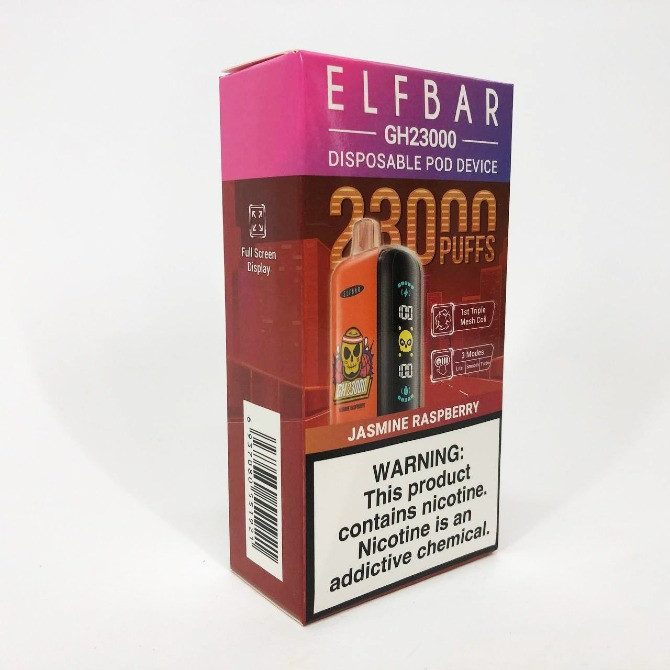 ELFBAR
GH23000
DISPOSABLE POD DEVICE
23000
PUFFS
Full Screen
Display
ELFBAR
1st Triple
Mesh Coil
3 Modes
GH23000
JASMINE RASPBERRY
WARNING:
This product
contains nicotine.
Nicotine is an
addictive chemical.